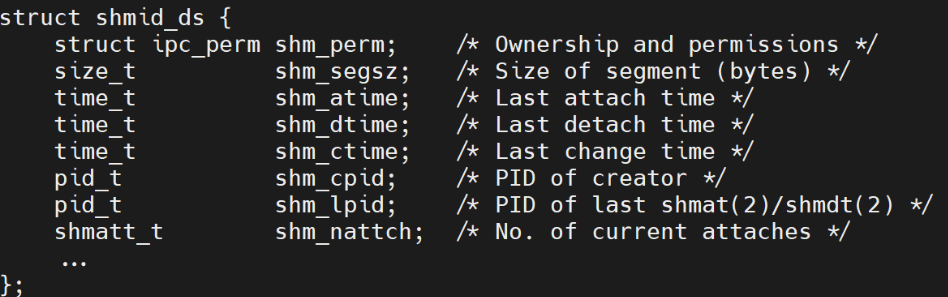 struct shmid_ds {
    struct ipc_perm shm_perm;    /* Ownership and permissions */
    size_t          shm_segsz;   /* Size of segment (bytes) */
    time_t          shm_atime;   /* Last attach time */
    time_t          shm_dtime;   /* Last detach time */
    time_t          shm_ctime;   /* Last change time */
    pid_t           shm_cpid;    /* PID of creator */
    pid_t           shm_lpid;    /* PID of last shmat(2)/shmdt(2) */
    shmatt_t        shm_nattch;  /* No. of current attaches */
    ...
};